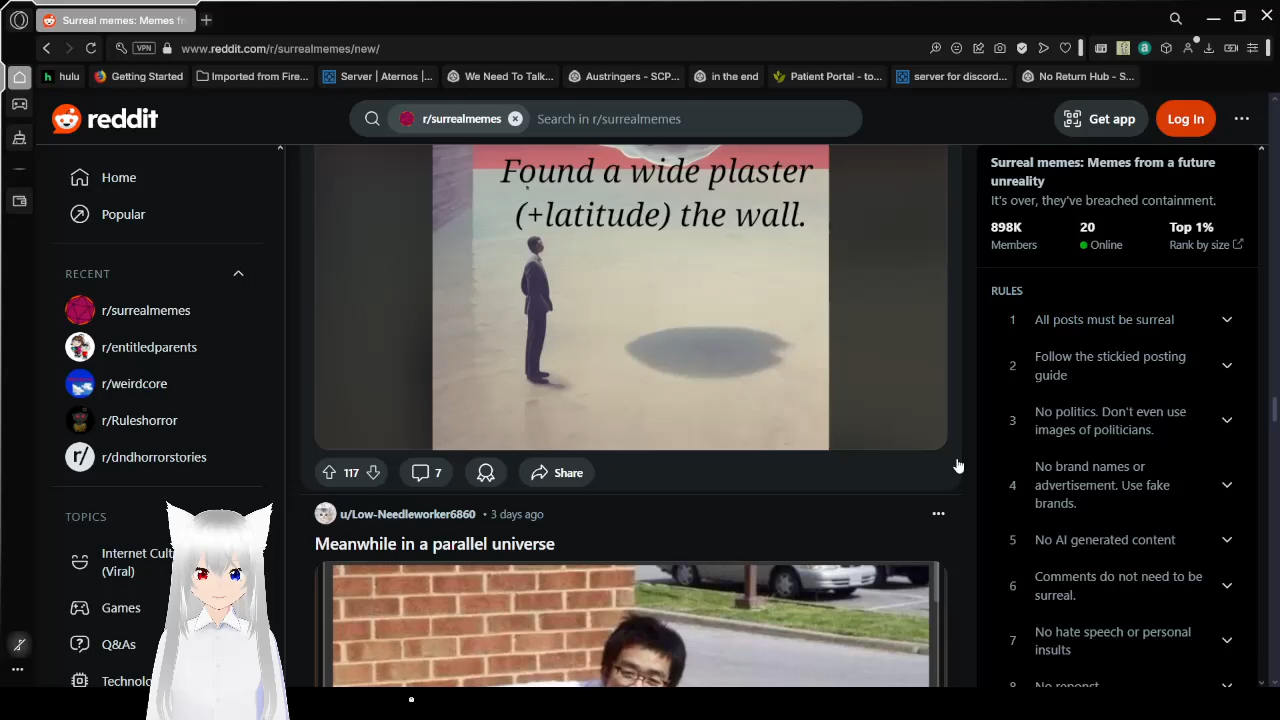 Surreal memes: Memes fr
VPN
www.reddit.com/r/surrealmemes/new/
hulu
Getting Started
Imported from Fire...
Server | Aternos |...
We Need To Talk...
Austringers - SCP...
in the end
Patient Portal - to...
server for discord...
No Return Hub - S...
reddit
r/surrealmemes
Search in r/surrealmemes
Get app
Log In
Home
Popular
RECENT
r/surrealmemes
r/entitledparents
r/weirdcore
r/Ruleshorror
r/
r/dndhorrorstories
TOPICS
Internet Cult
(Viral)
Games
Q&As
Technolo
Found a wide plaster
(+latitude) the wall.
117
7
Share
u/Low-Needleworker6860 • 3 days ago
Meanwhile in a parallel universe
Surreal memes: Memes from a future
unreality
It's over, they've breached containment.
898K 20 Top 1%
Members Online Rank by size
RULES
1 All posts must be surreal
2 Follow the stickied posting
guide
3 No politics. Don't even use
images of politicians.
4 No brand names or
advertisement. Use fake
brands.
5 No AI generated content
6 Comments do not need to be
surreal.
7 No hate speech or personal
insults